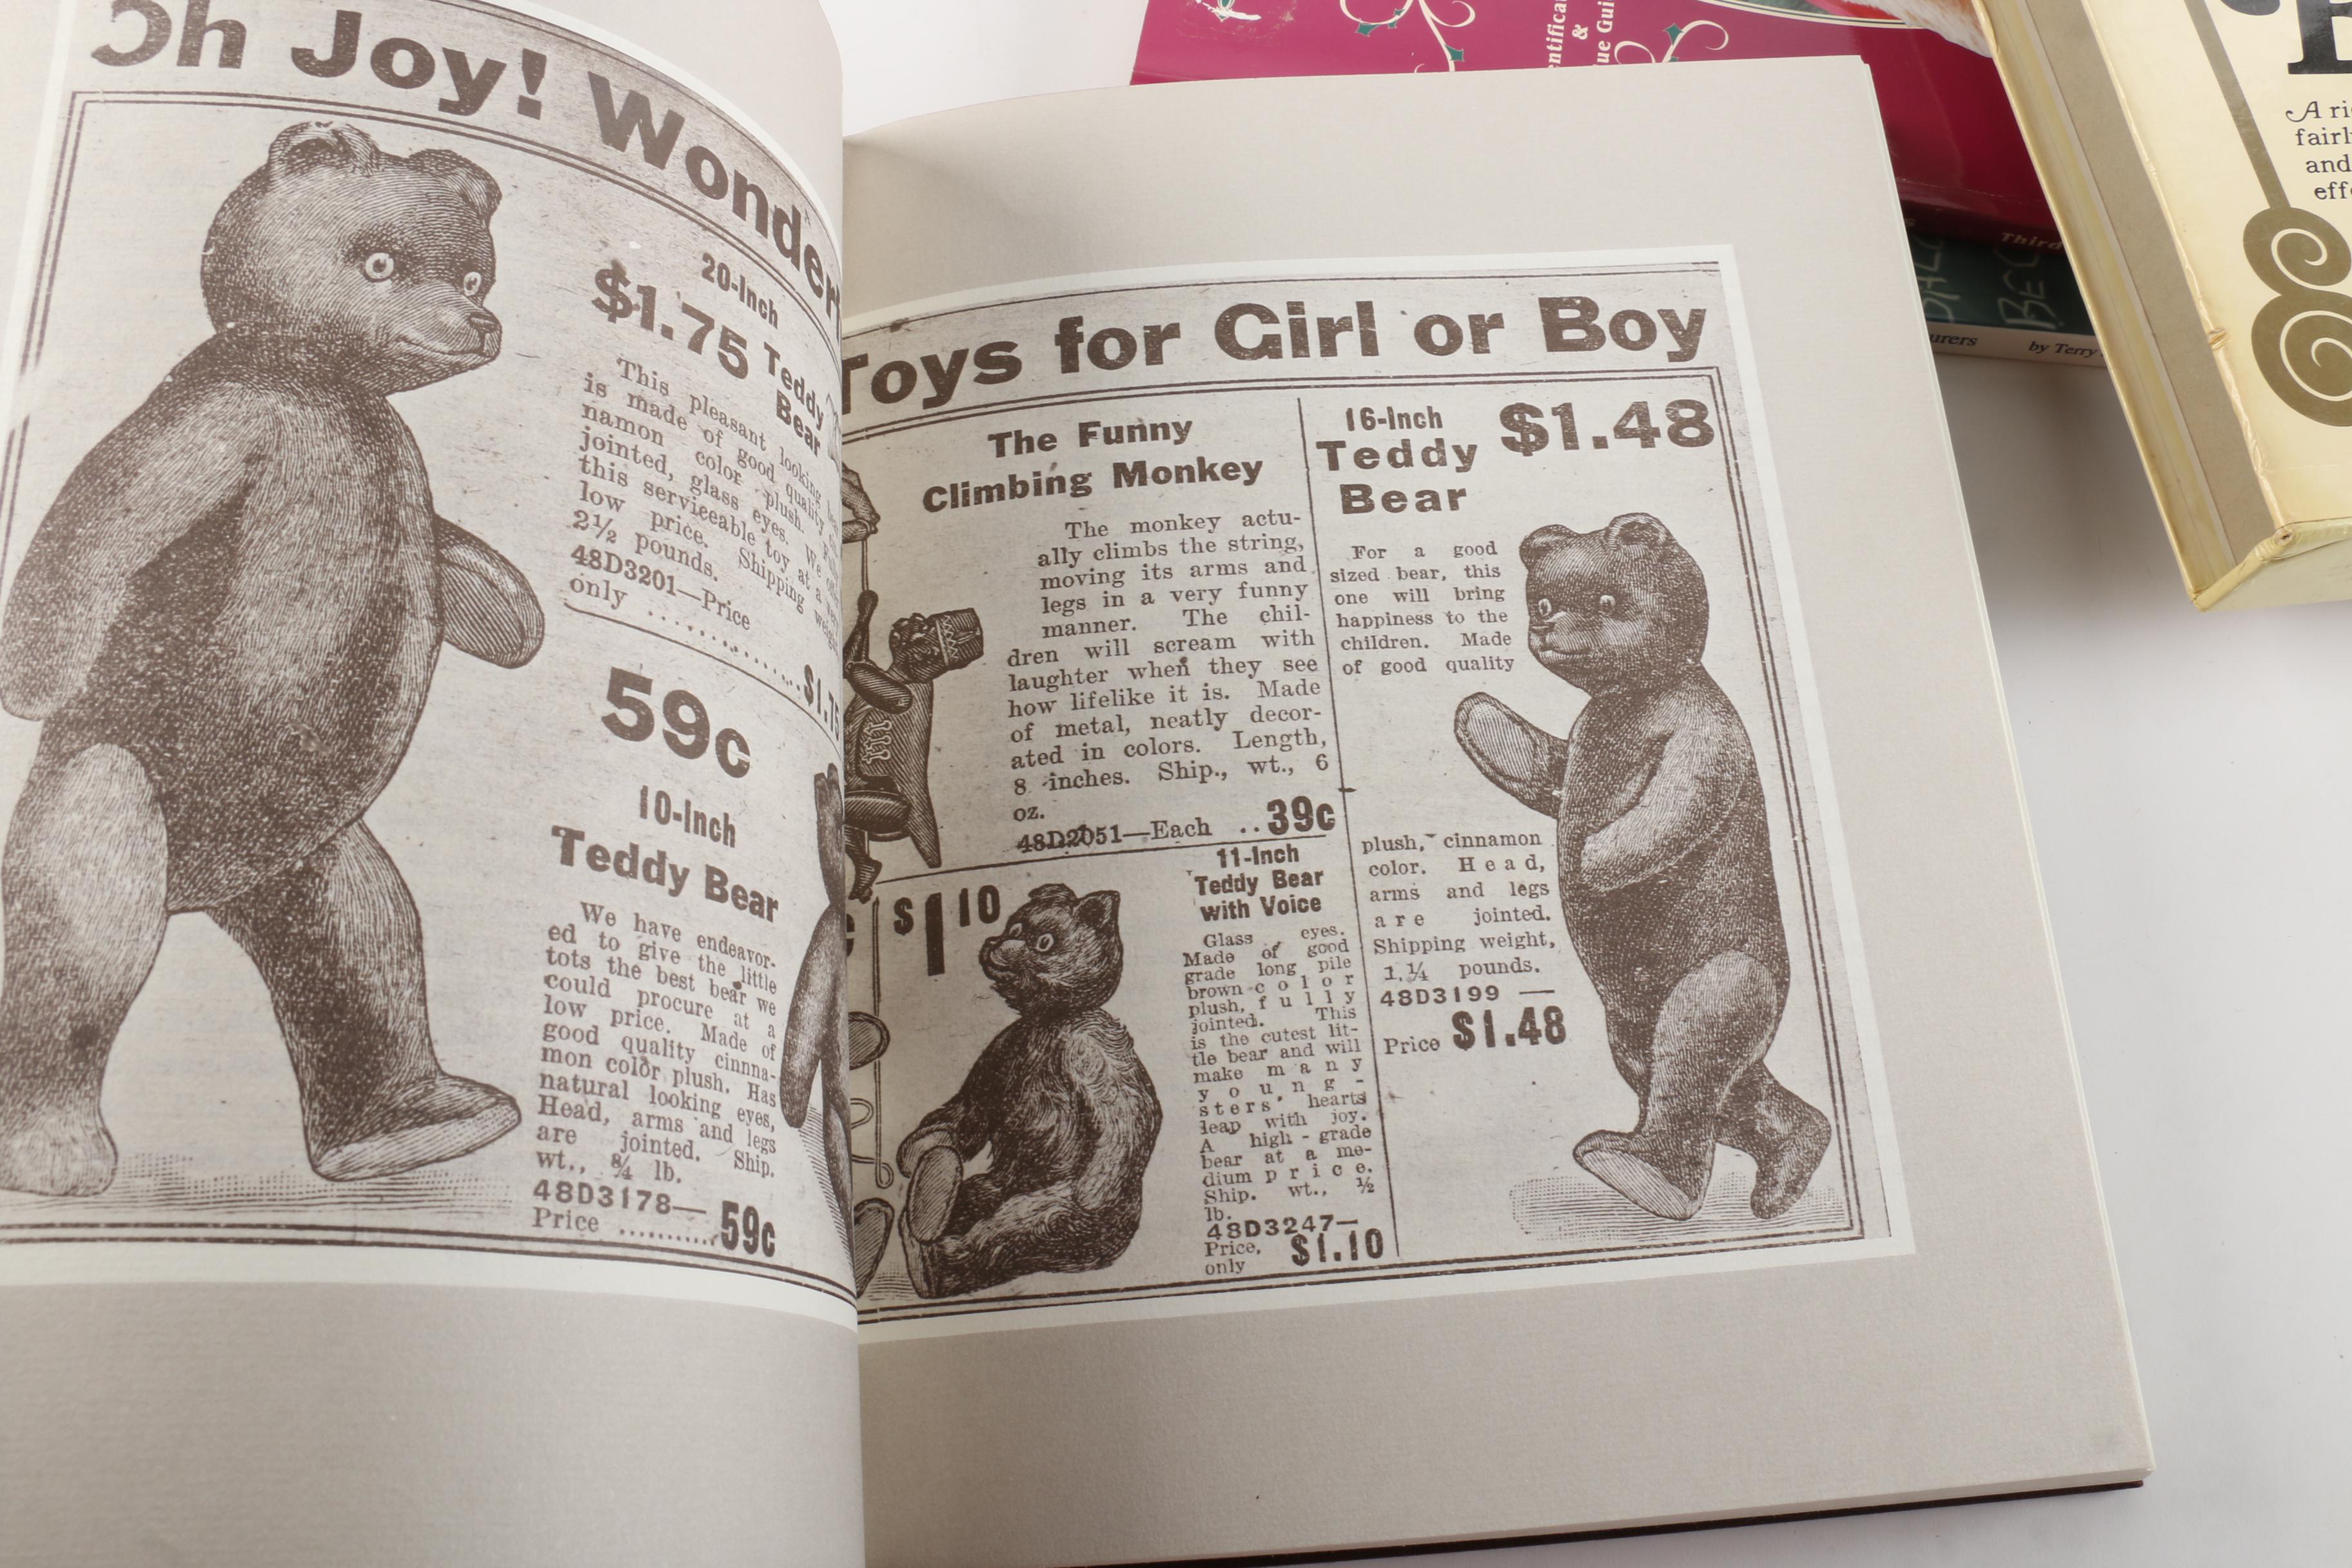 Oh Joy! Wonder
20-Inch
$1.75 Teddy
Bear
This pleasant looking
is made of good quality
namon color plush.
jointed, glass eyes. We
this serviceable toy at a
low price. Shipping
2½ pounds.
48D3201—Price
only ............ $1.75
59c
10-Inch
Teddy Bear
We have endeavor-
ed to give the little
tots the best bear we
could procure at a
low price. Made of
good quality cinna-
mon color plush. Has
natural looking eyes,
Head, arms and legs
are jointed. Ship.
wt., ¾ lb.
48D3178—
Price ........... 59c
Toys for Girl or Boy
The Funny
Climbing Monkey
The monkey actu-
ally climbs the string,
moving its arms and
legs in a very funny
manner. The chil-
dren will scream with
laughter when they see
how lifelike it is. Made
of metal, neatly decor-
ated in colors. Length,
8 inches. Ship., wt., 6
oz.
48D2051—Each .. 39c
$1 10
11-Inch
Teddy Bear
with Voice
Glass eyes.
Made of good
grade long pile
brown color
plush, fully
jointed. This
is the cutest lit-
tle bear and will
make many
young-
sters' hearts
leap with joy.
A high-grade
bear at a me-
dium price.
Ship. wt., ½
lb.
48D3247—
Price,
only $1.10
16-Inch
Teddy $1.48
Bear
For a good
sized bear, this
one will bring
happiness to the
children. Made
of good quality
plush, cinnamon
color. Head,
arms and legs
are jointed.
Shipping weight,
1¼ pounds.
48D3199 —
Price $1.48
&
Third
by Terry
A
and